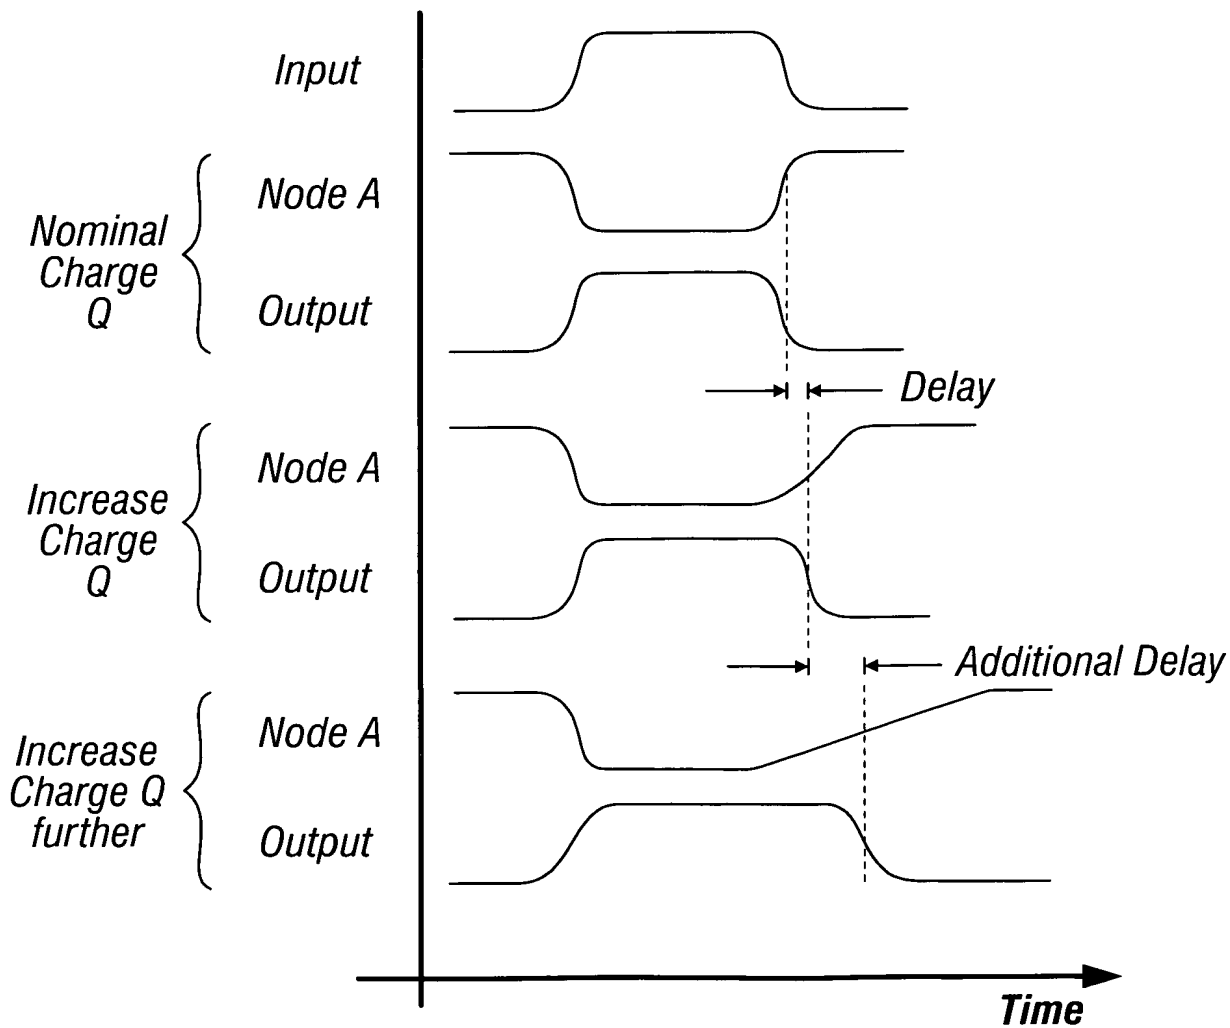 Input
Nominal
Charge
Q
Node A
Output
Delay
Increase
Charge
Q
Node A
Output
Additional Delay
Increase
Charge Q
further
Node A
Output
Time